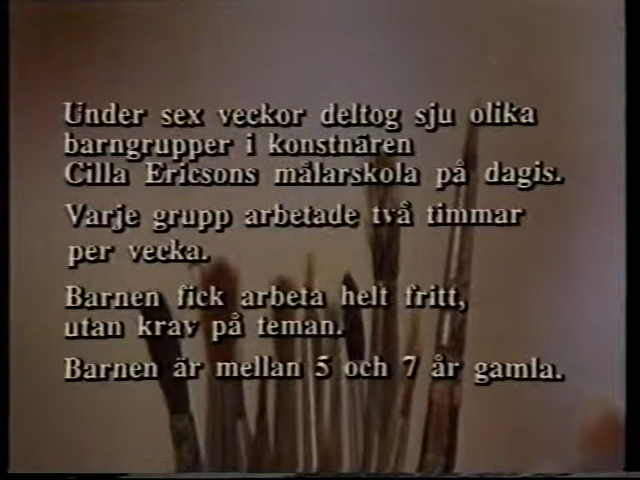 Under sex veckor deltog sju olika
barngrupper i konstnären
Cilla Ericsons målarskola på dagis.
Varje grupp arbetade två timmar
per vecka.
Barnen fick arbeta helt fritt,
utan krav på teman.
Barnen är mellan 5 och 7 år gamla.